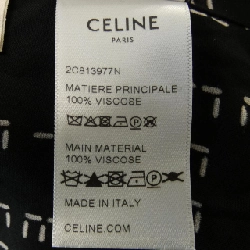 CELINE
PARIS
2C813977N
MATIERE PRINCIPALE
100% VISCOSE
MAIN MATERIAL
100% VISCOSE
MADE IN ITALY
CELINE.COM